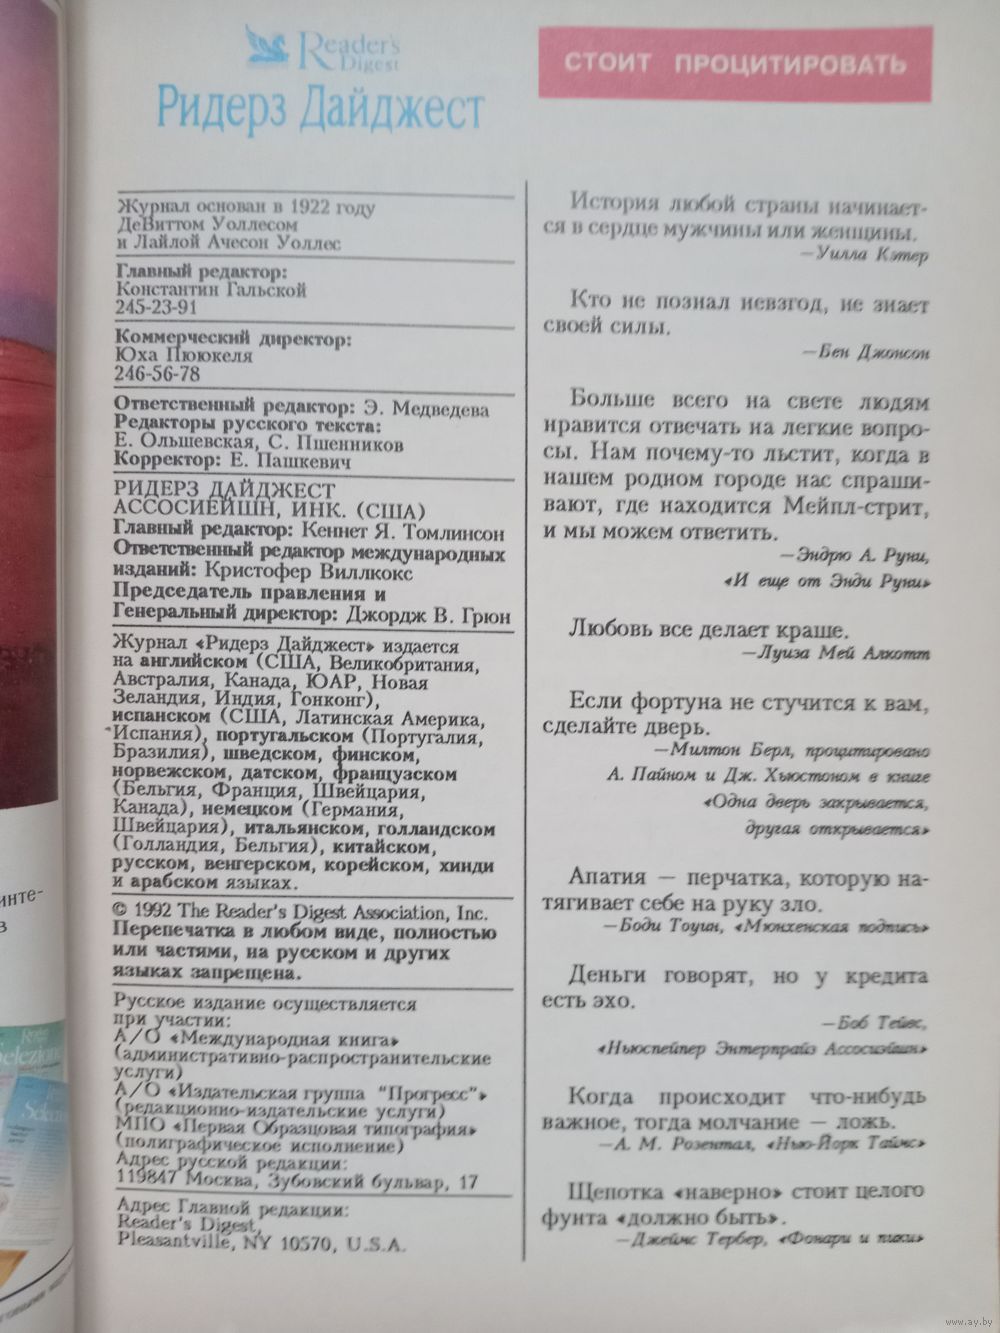 Reader's
Digest
Ридерз Дайджест
Журнал основан в 1922 году
ДеВиттом Уоллесом
и Лайлой Ачесон Уоллес
Главный редактор:
Константин Гальской
245-23-91
Коммерческий директор:
Юха Пююкеля
246-56-78
Ответственный редактор: Э. Медведева
Редакторы русского текста:
Е. Ольшевская, С. Пшенников
Корректор: Е. Пашкевич
РИДЕРЗ ДАЙДЖЕСТ
АССОСИЕЙШН, ИНК. (США)
Главный редактор: Кеннет Я. Томлинсон
Ответственный редактор международных
изданий: Кристофер Виллкокс
Председатель правления и
Генеральный директор: Джордж В. Грюн
Журнал «Ридерз Дайджест» издается
на английском (США, Великобритания,
Австралия, Канада, ЮАР, Новая
Зеландия, Индия, Гонконг),
испанском (США, Латинская Америка,
Испания), португальском (Португалия,
Бразилия), шведском, финском,
норвежском, датском, французском
(Бельгия, Франция, Швейцария,
Канада), немецком (Германия,
Швейцария), итальянском, голландском
(Голландия, Бельгия), китайском,
русском, венгерском, корейском, хинди
и арабском языках.
© 1992 The Reader's Digest Association, Inc.
Перепечатка в любом виде, полностью
или частями, на русском и других
языках запрещена.
Русское издание осуществляется
при участии:
А/О «Международная книга»
(административно-распространительские
услуги)
А/О «Издательская группа "Прогресс"»
(редакционно-издательские услуги)
МПО «Первая Образцовая типография»
(полиграфическое исполнение)
Адрес русской редакции:
119847 Москва, Зубовский бульвар, 17
Адрес Главной редакции:
Reader's Digest,
Pleasantville, NY 10570, U.S.A.
СТОИТ ПРОЦИТИРОВАТЬ
История любой страны начинает-
ся в сердце мужчины или женщины.
—Уилла Кэтер
Кто не познал невзгод, не знает
своей силы.
—Бен Джонсон
Больше всего на свете людям
нравится отвечать на легкие вопро-
сы. Нам почему-то льстит, когда в
нашем родном городе нас спраши-
вают, где находится Мейпл-стрит,
и мы можем ответить.
—Эндрю А. Руни,
«И еще от Энди Руни»
Любовь все делает краше.
—Луиза Мей Алкотт
Если фортуна не стучится к вам,
сделайте дверь.
—Милтон Берл, процитировано
А. Пайном и Дж. Хьюстоном в книге
«Одна дверь закрывается,
другая открывается»
Апатия — перчатка, которую на-
тягивает себе на руку зло.
—Боди Тоуин, «Мюнхенская подпись»
Деньги говорят, но у кредита
есть эхо.
—Боб Тейвс,
«Ньюспейпер Энтерпрайз Ассосиэйшн»
Когда происходит что-нибудь
важное, тогда молчание — ложь.
—А. М. Розентал, «Нью-Йорк Таймс»
Щепотка «наверно» стоит целого
фунта «должно быть».
—Джеймс Тербер, «Фонари и пики»
инте-
в
www.ay.by